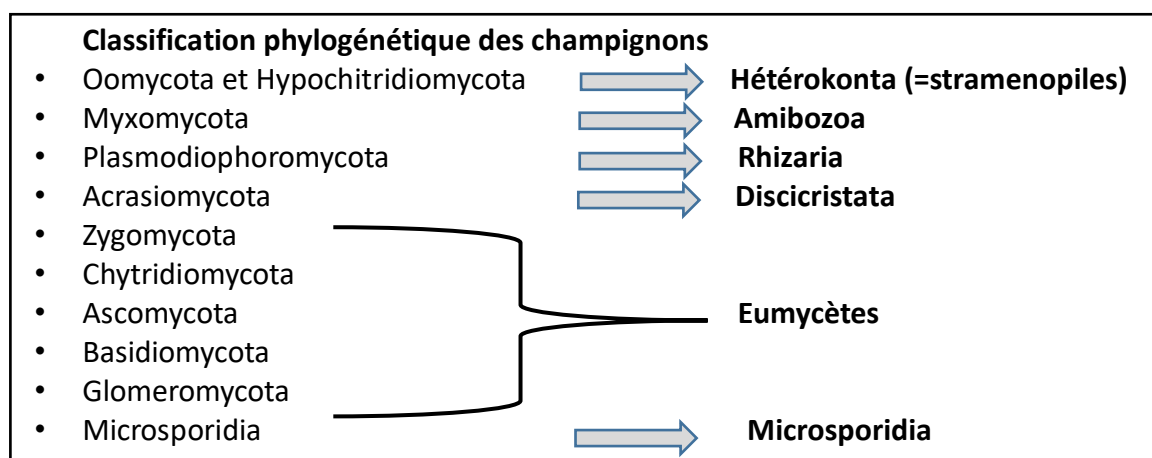 Classification phylogénétique des champignons
• Oomycota et Hypochitridiomycota Hétérokonta (=stramenopiles)
• Myxomycota Amibozoa
• Plasmodiophoromycota Rhizaria
• Acrasiomycota Discicristata
• Zygomycota
• Chytridiomycota
• Ascomycota Eumycètes
• Basidiomycota
• Glomeromycota
• Microsporidia Microsporidia